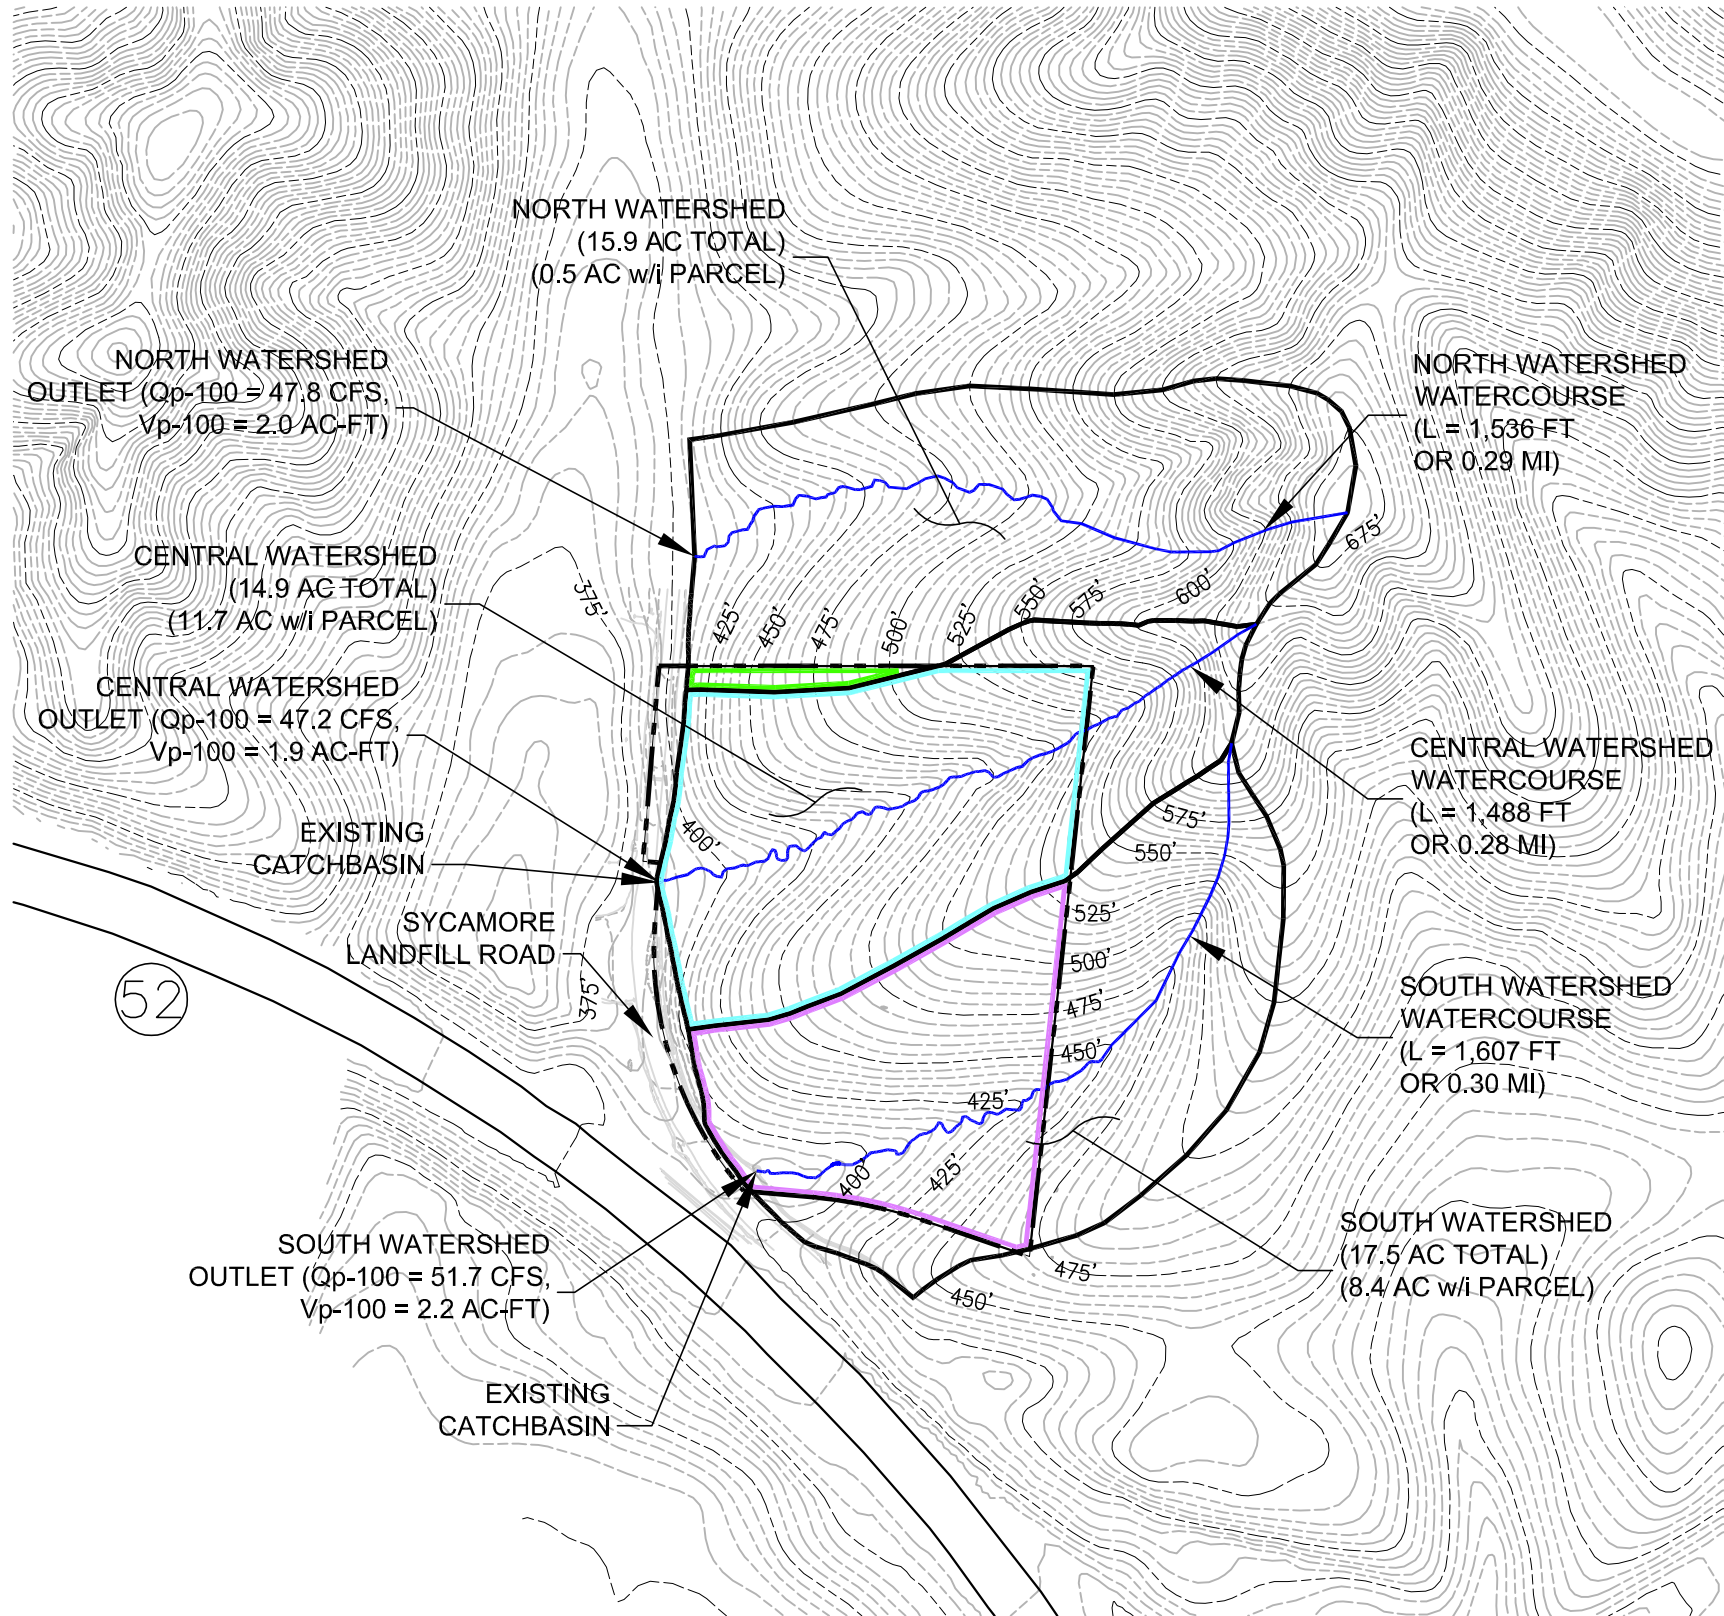 NORTH WATERSHED
(15.9 AC TOTAL)
(0.5 AC w/i PARCEL)
NORTH WATERSHED
OUTLET (Qp-100 = 47.8 CFS,
Vp-100 = 2.0 AC-FT)
NORTH WATERSHED
WATERCOURSE
(L = 1,536 FT
OR 0.29 MI)
675'
CENTRAL WATERSHED
(14.9 AC TOTAL)
(11.7 AC w/i PARCEL)
375'
425'
450'
475'
500'
525'
550'
575'
600'
CENTRAL WATERSHED
OUTLET (Qp-100 = 47.2 CFS,
Vp-100 = 1.9 AC-FT)
CENTRAL WATERSHED
WATERCOURSE
(L = 1,488 FT
OR 0.28 MI)
EXISTING
CATCHBASIN
400'
575'
550'
SYCAMORE
LANDFILL ROAD
525'
500'
475'
450'
375'
52
SOUTH WATERSHED
WATERCOURSE
(L = 1,607 FT
OR 0.30 MI)
425'
400'
425'
SOUTH WATERSHED
OUTLET (Qp-100 = 51.7 CFS,
Vp-100 = 2.2 AC-FT)
SOUTH WATERSHED
(17.5 AC TOTAL)
(8.4 AC w/i PARCEL)
475'
450'
EXISTING
CATCHBASIN